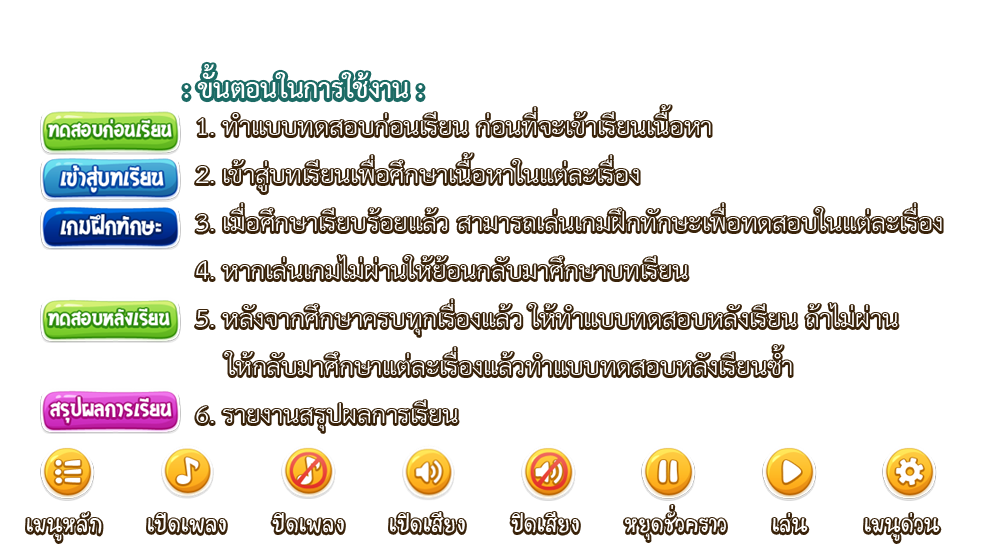 : ขั้นตอนในการใช้งาน :
ทดสอบก่อนเรียน 1. ทำแบบทดสอบก่อนเรียน ก่อนที่จะเข้าเรียนเนื้อหา
เข้าสู่บทเรียน 2. เข้าสู่บทเรียนเพื่อศึกษาเนื้อหาในแต่ละเรื่อง
เกมฝึกทักษะ 3. เมื่อศึกษาเรียบร้อยแล้ว สามารถเล่นเกมฝึกทักษะเพื่อทดสอบในแต่ละเรื่อง
4. หากเล่นเกมไม่ผ่านให้ย้อนกลับมาศึกษาบทเรียน
ทดสอบหลังเรียน 5. หลังจากศึกษาครบทุกเรื่องแล้ว ให้ทำแบบทดสอบหลังเรียน ถ้าไม่ผ่าน
ให้กลับมาศึกษาแต่ละเรื่องแล้วทำแบบทดสอบหลังเรียนซ้ำ
สรุปผลการเรียน 6. รายงานสรุปผลการเรียน
เมนูหลัก เปิดเพลง ปิดเพลง เปิดเสียง ปิดเสียง หยุดชั่วคราว เล่น เมนูด่วน